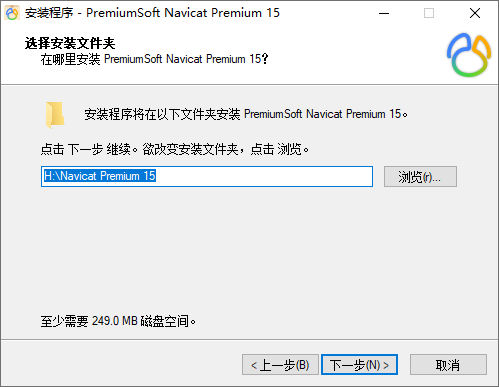 安装程序 - PremiumSoft Navicat Premium 15
选择安装文件夹
在哪里安装 PremiumSoft Navicat Premium 15?
安装程序将在以下文件夹安装 PremiumSoft Navicat Premium 15。
点击 下一步 继续。欲改变安装文件夹，点击 浏览。
H:\Navicat Premium 15
浏览(r)...
至少需要 249.0 MB 磁盘空间。
< 上一步(B)
下一步(N) >
取消